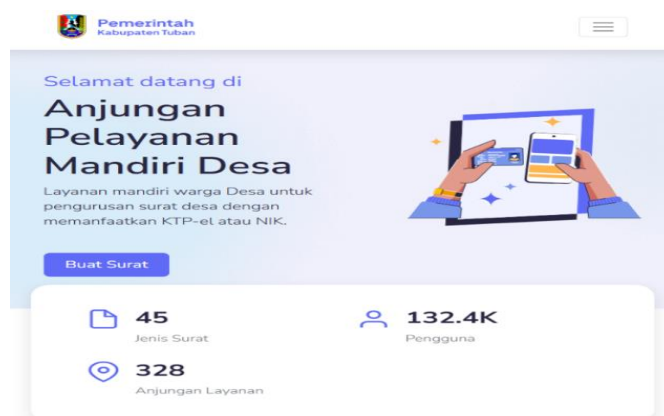 Pemerintah
Kabupaten Tuban
Selamat datang di
Anjungan
Pelayanan
Mandiri Desa
Layanan mandiri warga Desa untuk
pengurusan surat desa dengan
memanfaatkan KTP-el atau NIK.
Buat Surat
45
Jenis Surat
132.4K
Pengguna
328
Anjungan Layanan